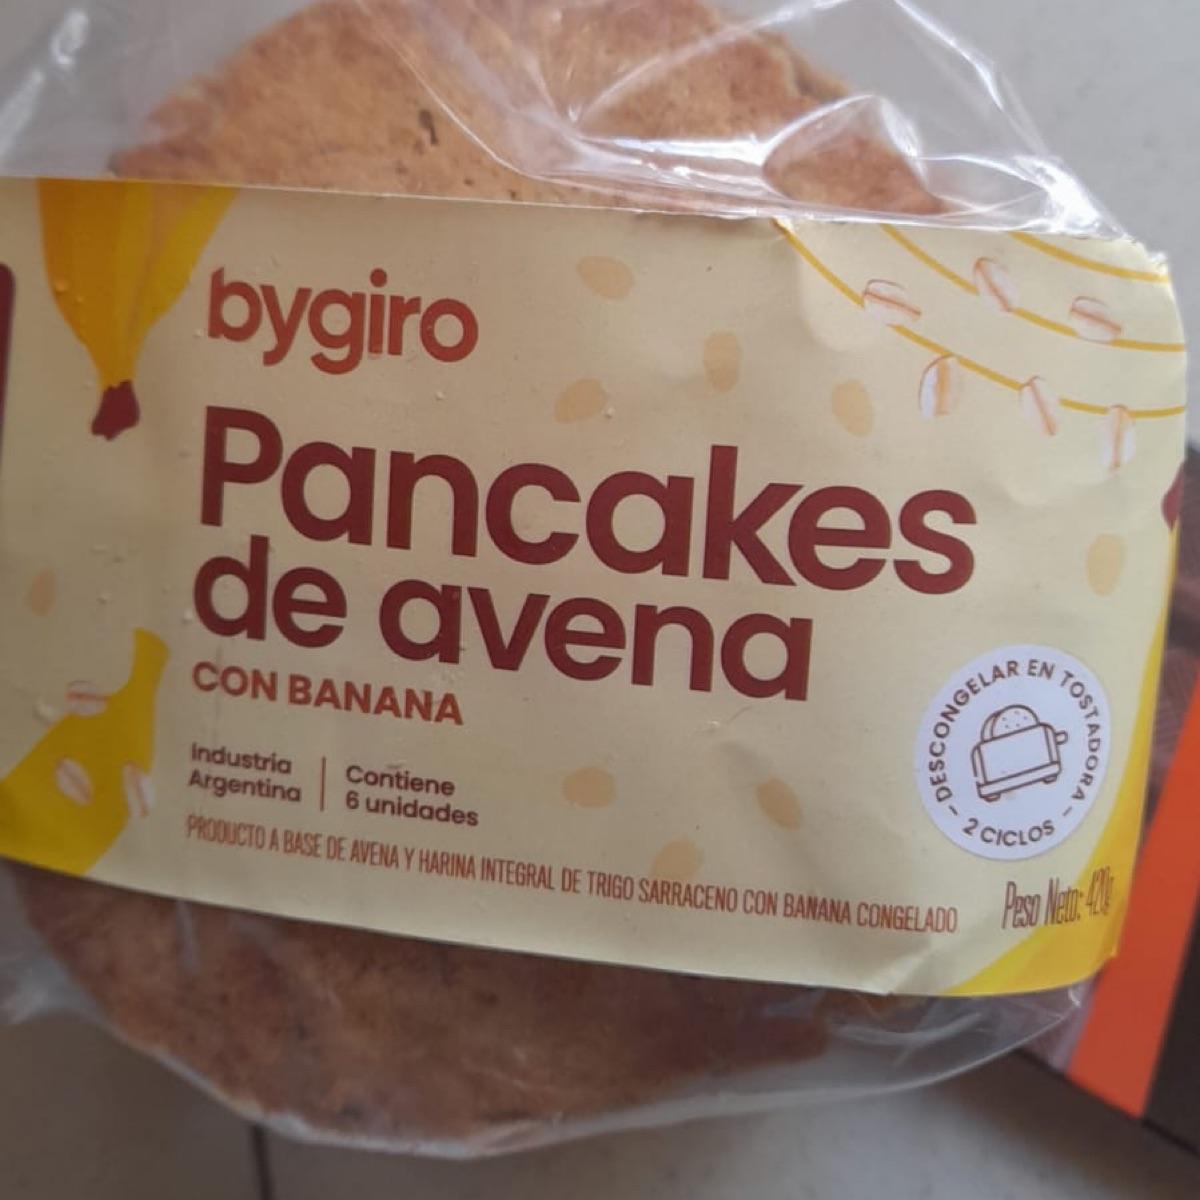 bygiro
Pancakes
de avena
CON BANANA
Industria
Argentina
Contiene
6 unidades
DESCONGELAR EN TOSTADORA
- 2 CICLOS -
PRODUCTO A BASE DE AVENA Y HARINA INTEGRAL DE TRIGO SARRACENO CON BANANA CONGELADO
Peso Neto: 420g